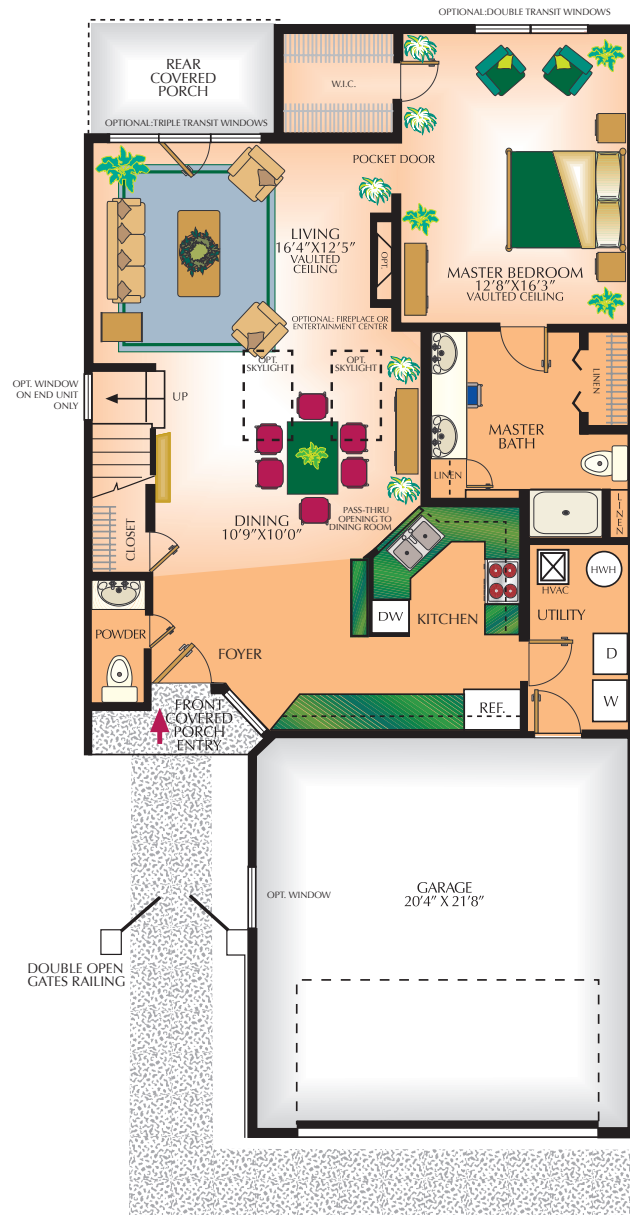 OPTIONAL:DOUBLE TRANSIT WINDOWS
REAR
COVERED
PORCH
W.I.C.
OPTIONAL:TRIPLE TRANSIT WINDOWS
POCKET DOOR
LIVING
16'4"X12'5"
VAULTED
CEILING
OPT.
MASTER BEDROOM
12'8"X16'3"
VAULTED CEILING
OPTIONAL: FIREPLACE OR
ENTERTAINMENT CENTER
OPT.
SKYLIGHT
OPT.
SKYLIGHT
OPT. WINDOW
ON END UNIT
ONLY
UP
LINEN
MASTER
BATH
LINEN
LINEN
PASS-THRU
OPENING TO
DINING ROOM
DINING
10'9"X10'0"
CLOSET
HVAC
HWH
UTILITY
POWDER
DW
KITCHEN
FOYER
D
W
REF.
FRONT
COVERED
PORCH
ENTRY
OPT. WINDOW
GARAGE
20'4" X 21'8"
DOUBLE OPEN
GATES RAILING